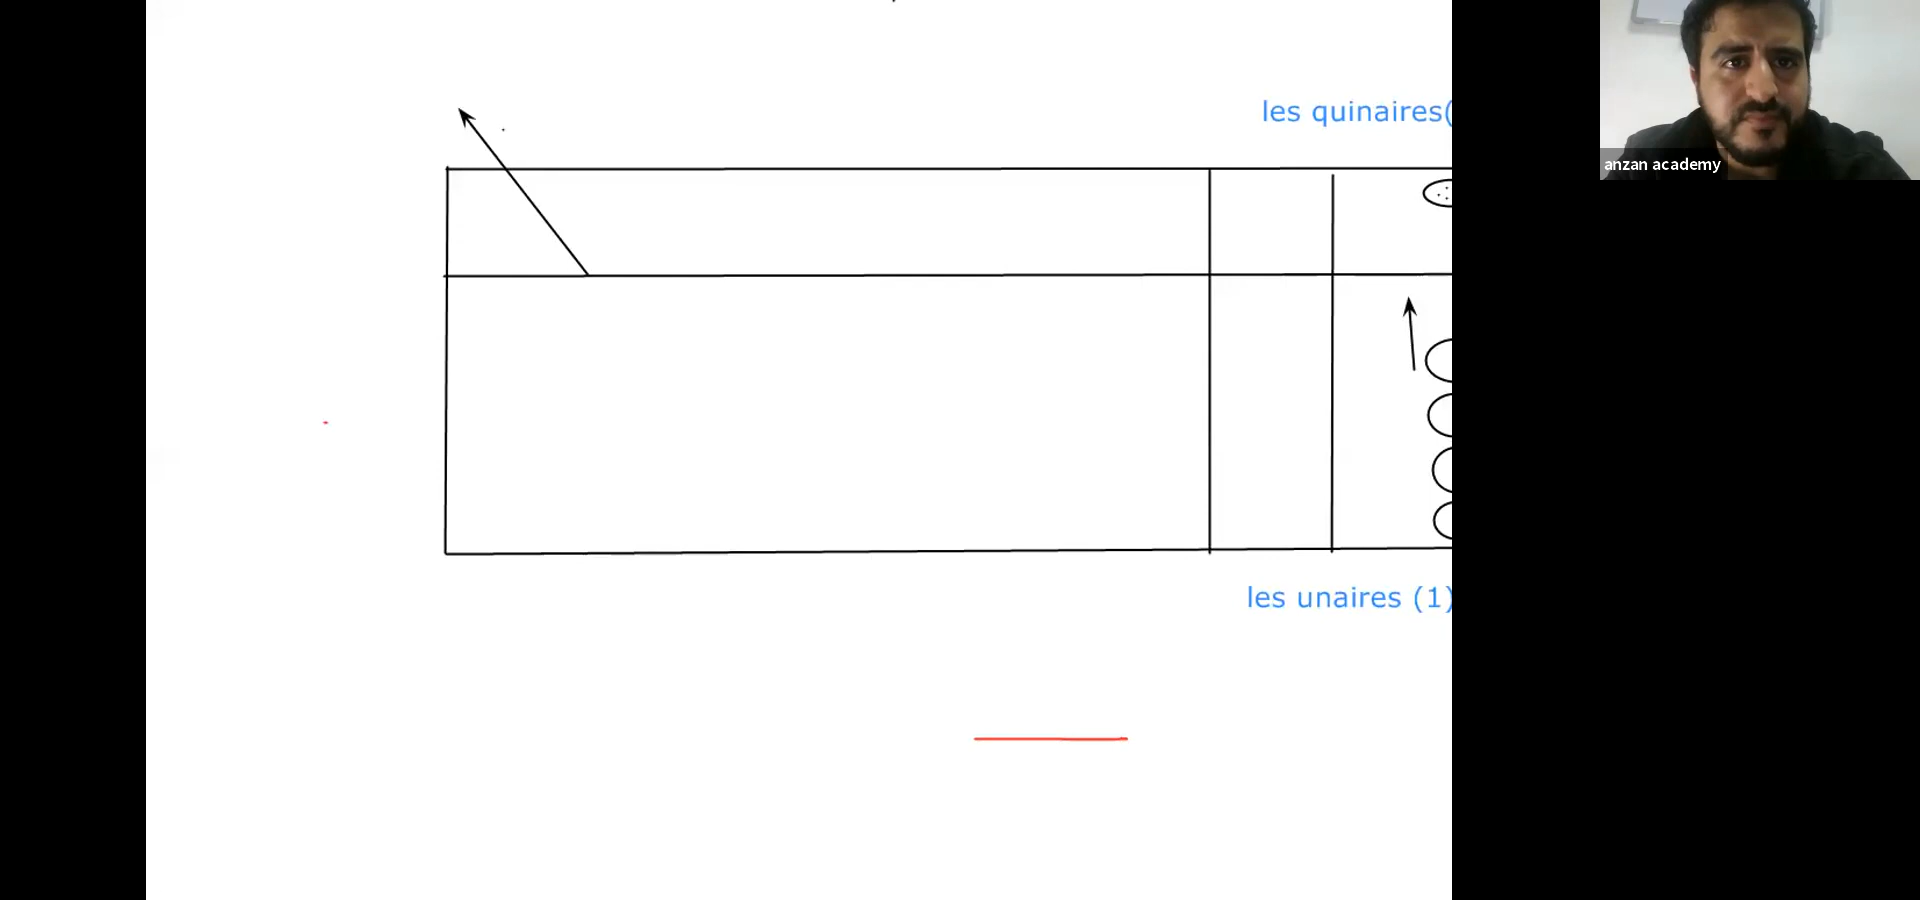 les quinaires(
anzan academy
les unaires (1)